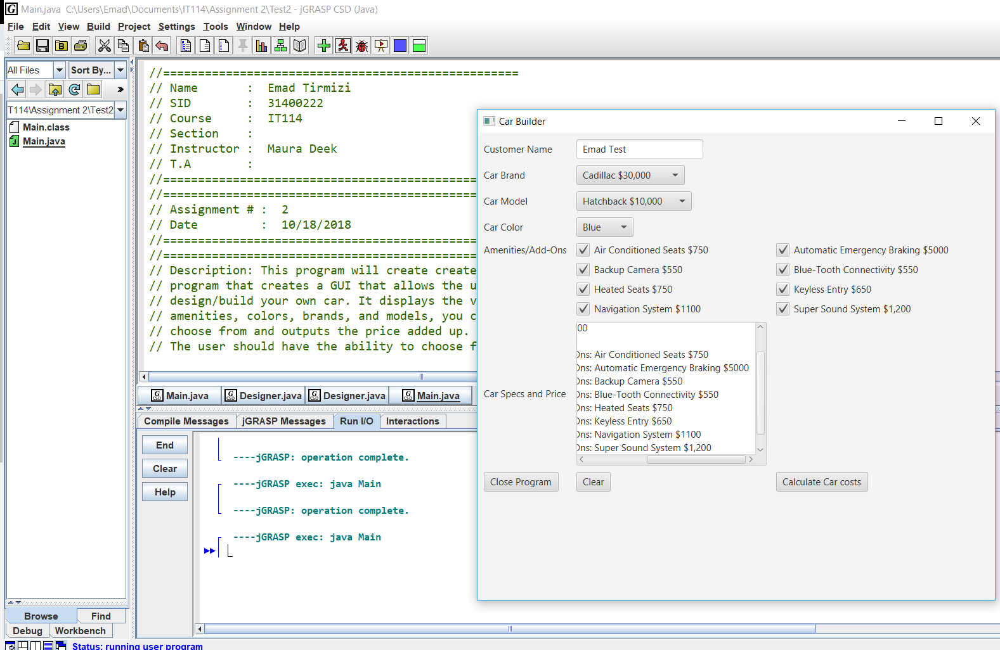 Main.java C:\Users\Emad\Documents\IT114\Assignment 2\Test2 - jGRASP CSD (Java)
File Edit View Build Project Settings Tools Window Help
All Files Sort By...
T114\Assignment 2\Test2
Main.class
Main.java
//===================================================
// Name : Emad Tirmizi
// SID : 31400222
// Course : IT114
// Section :
// Instructor : Maura Deek
// T.A :
//=============================================
//=============================================
// Assignment # : 2
// Date : 10/18/2018
//=============================================
//=============================================
// Description: This program will create create
// program that creates a GUI that allows the u
// design/build your own car. It displays the v
// amenities, colors, brands, and models, you c
// choose from and outputs the price added up.
// The user should have the ability to choose f
Main.java Designer.java Designer.java Main.java
Compile Messages jGRASP Messages Run I/O Interactions
End
Clear
Help
----jGRASP: operation complete.
----jGRASP exec: java Main
----jGRASP: operation complete.
----jGRASP exec: java Main
Browse Find
Debug Workbench
Status: running user program
Car Builder
Customer Name Emad Test
Car Brand Cadillac $30,000
Car Model Hatchback $10,000
Car Color Blue
Amenities/Add-Ons Air Conditioned Seats $750 Automatic Emergency Braking $5000
Backup Camera $550 Blue-Tooth Connectivity $550
Heated Seats $750 Keyless Entry $650
Navigation System $1100 Super Sound System $1,200
Car Specs and Price
00
Ons: Air Conditioned Seats $750
Ons: Automatic Emergency Braking $5000
Ons: Backup Camera $550
Ons: Blue-Tooth Connectivity $550
Ons: Heated Seats $750
Ons: Keyless Entry $650
Ons: Navigation System $1100
Ons: Super Sound System $1,200
Close Program Clear Calculate Car costs